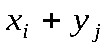 xᵢ + yⱼ